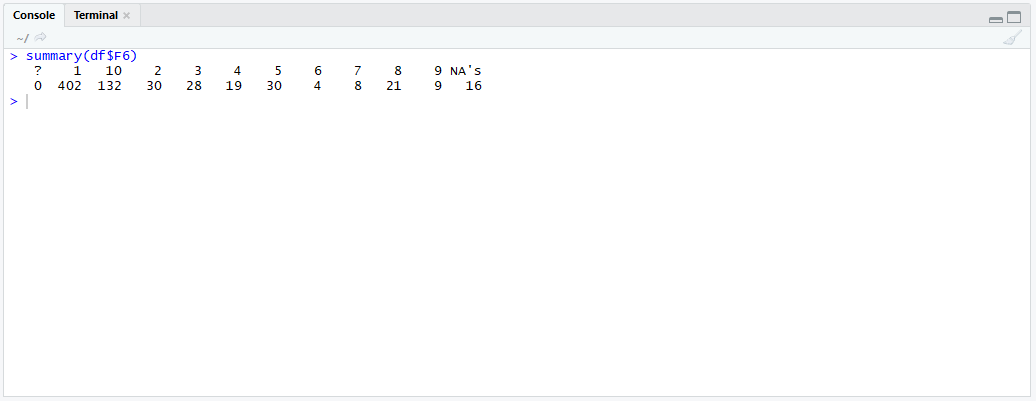 Console Terminal
~/
> summary(df$F6)
? 1 10 2 3 4 5 6 7 8 9 NA's
0 402 132 30 28 19 30 4 8 21 9 16
>